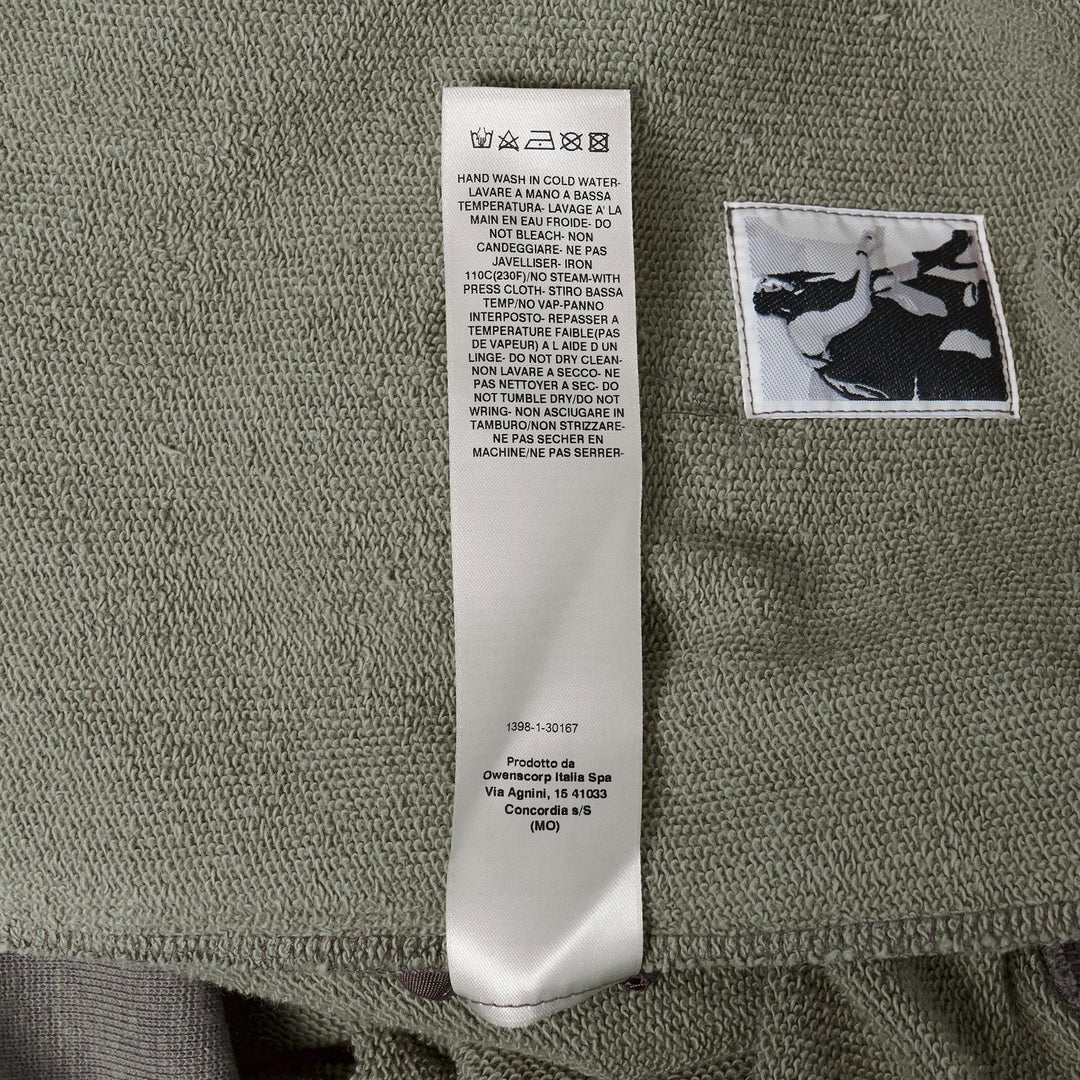 HAND WASH IN COLD WATER-
LAVARE A MANO A BASSA
TEMPERATURA- LAVAGE A' LA
MAIN EN EAU FROIDE- DO
NOT BLEACH- NON
CANDEGGIARE- NE PAS
JAVELLISER- IRON
110C(230F)/NO STEAM-WITH
PRESS CLOTH- STIRO BASSA
TEMP/NO VAP-PANNO
INTERPOSTO- REPASSER A
TEMPERATURE FAIBLE(PAS
DE VAPEUR) A L AIDE D UN
LINGE- DO NOT DRY CLEAN-
NON LAVARE A SECCO- NE
PAS NETTOYER A SEC- DO
NOT TUMBLE DRY/DO NOT
WRING- NON ASCIUGARE IN
TAMBURO/NON STRIZZARE-
NE PAS SECHER EN
MACHINE/NE PAS SERRER-
1398-1-30167
Prodotto da
Owenscorp Italia Spa
Via Agnini, 15 41033
Concordia s/S
(MO)